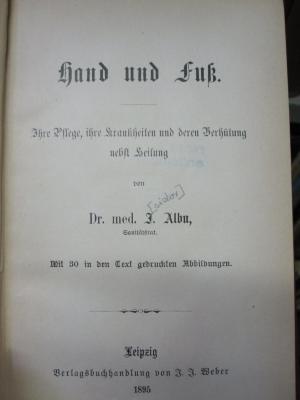 Hand und Fuß.
Ihre Pflege, ihre Krankheiten und deren Verhütung
nebst Heilung
von
[Isidor]
Dr. med. J. Albu,
Sanitätsrat.
Mit 30 in den Text gedruckten Abbildungen.
Leipzig
Verlagsbuchhandlung von J. J. Weber
1895